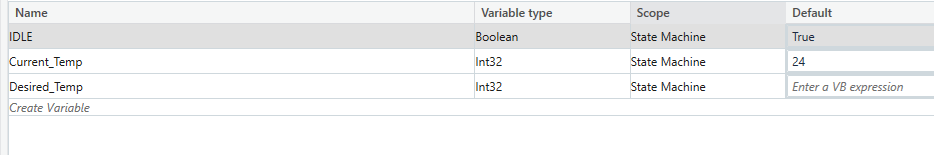 Name Variable type Scope Default
IDLE Boolean State Machine True
Current_Temp Int32 State Machine 24
Desired_Temp Int32 State Machine Enter a VB expression
Create Variable